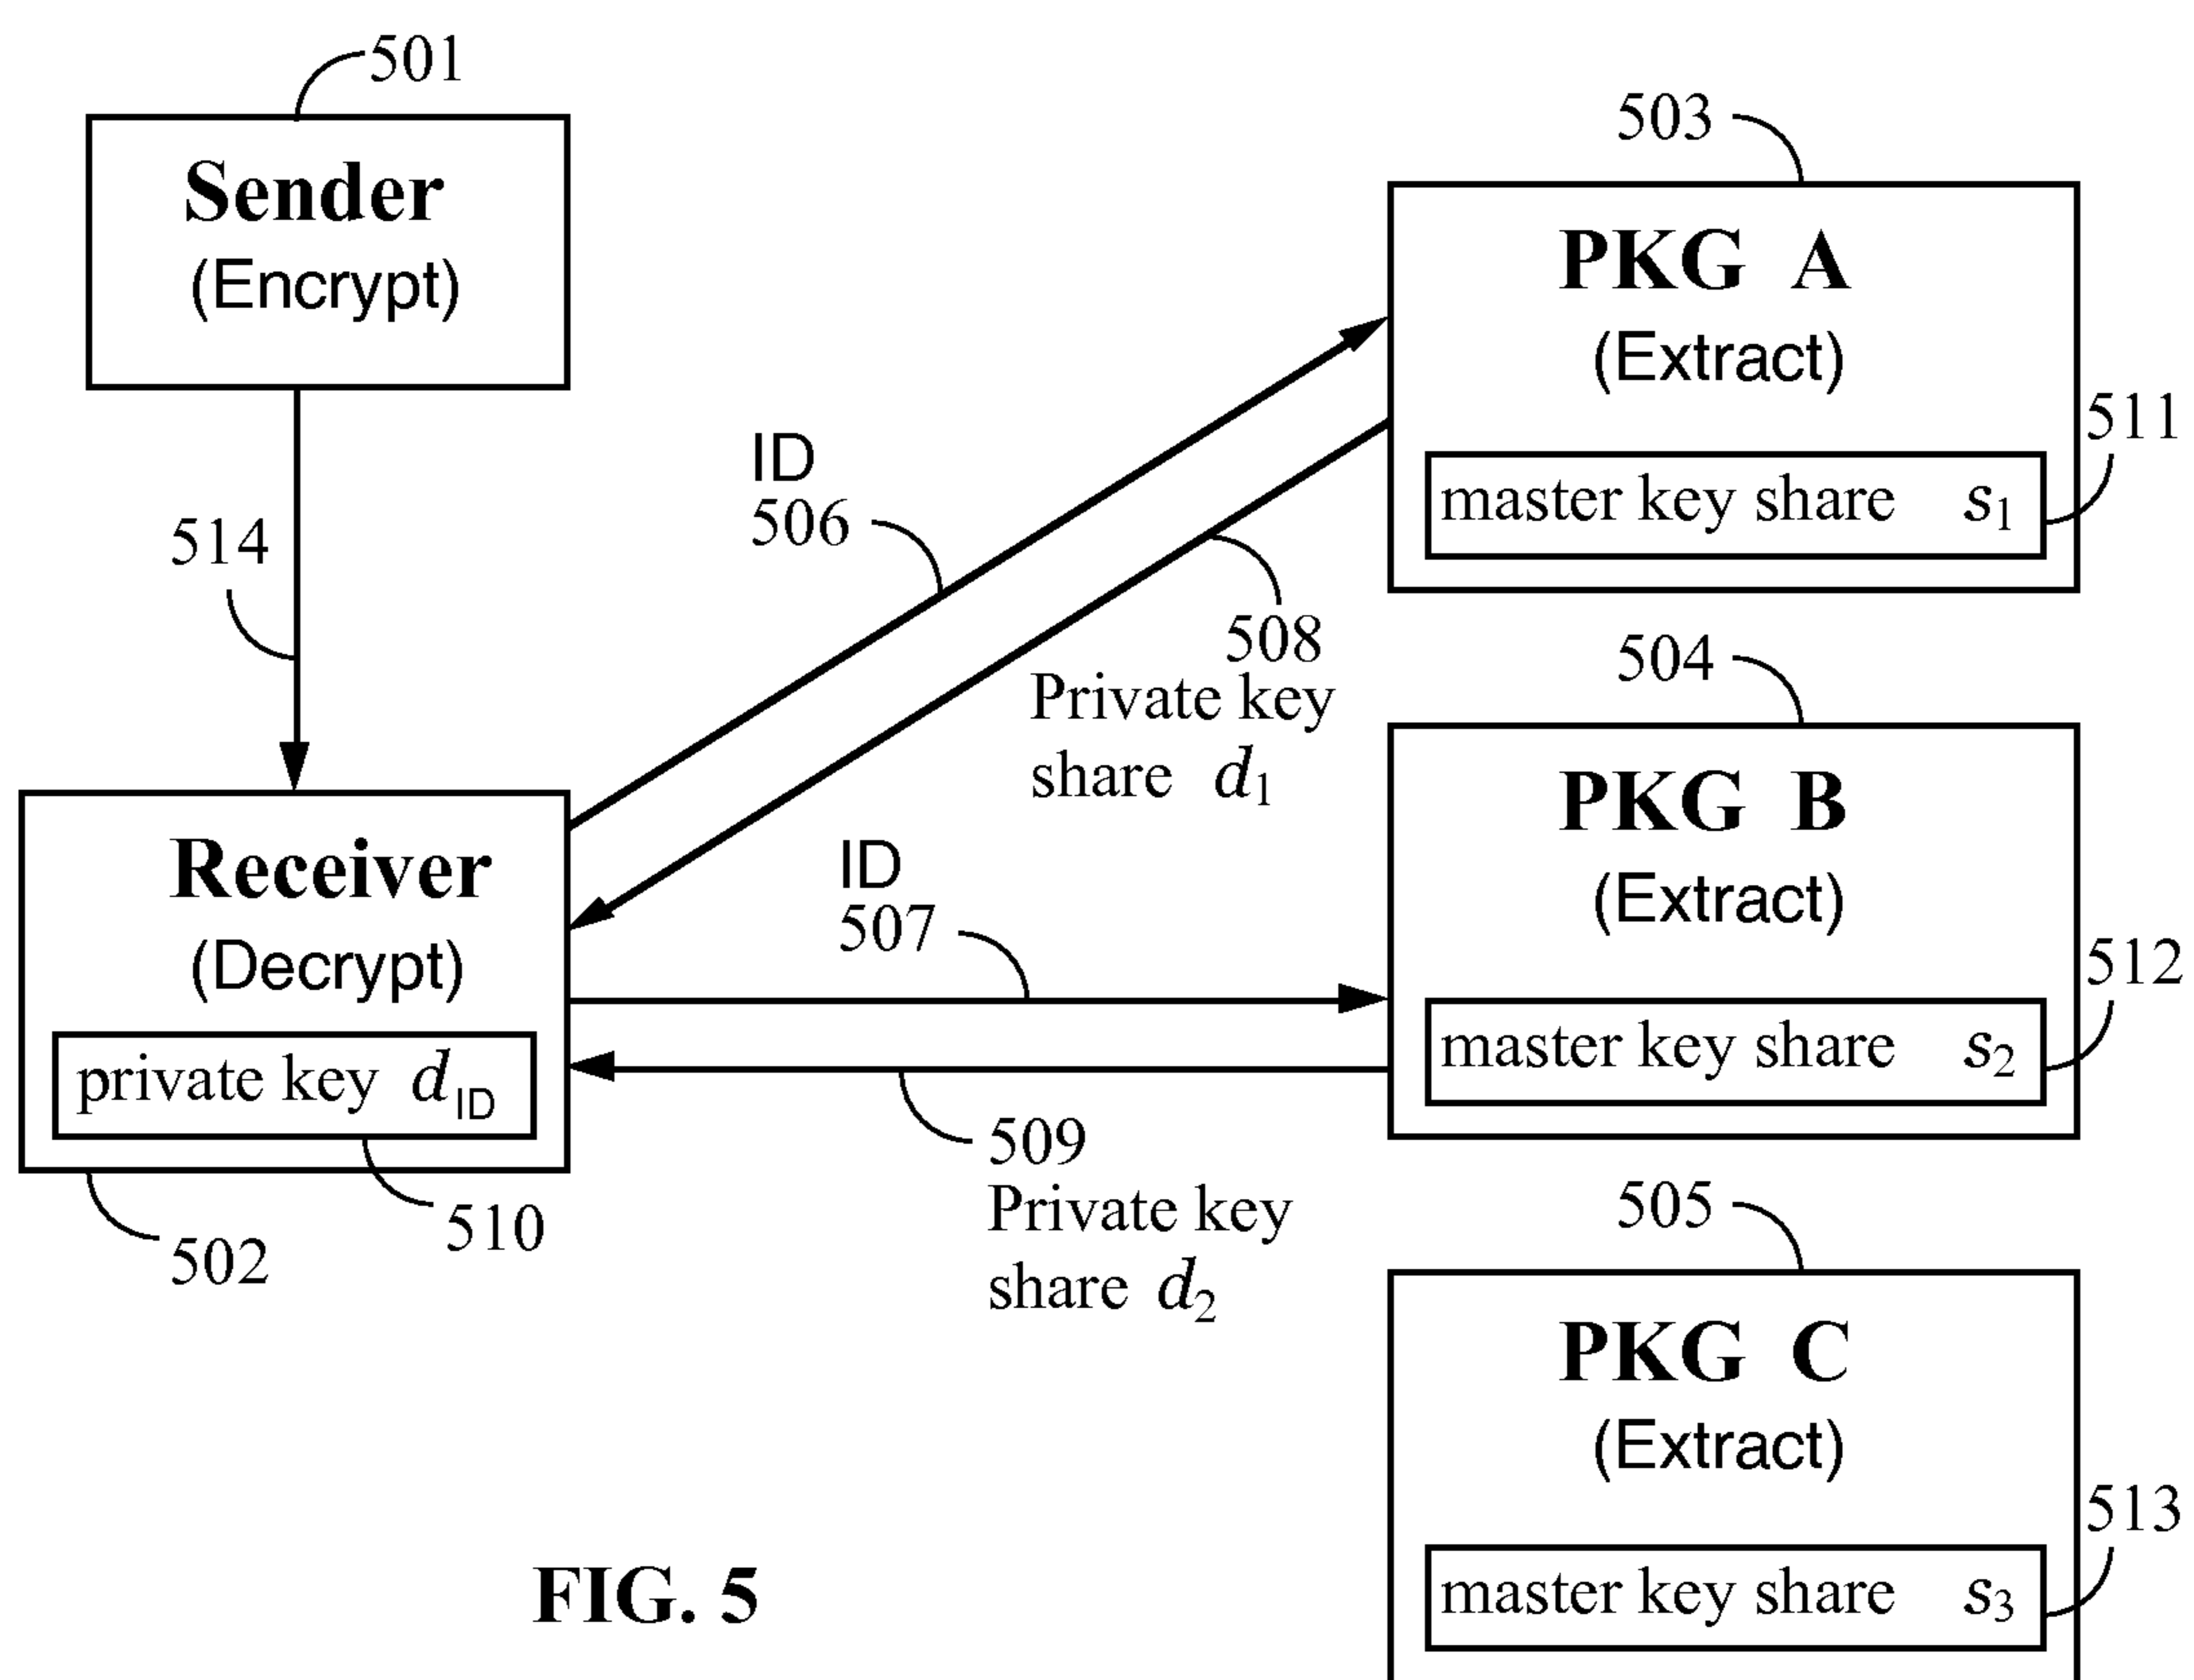 501
Sender
(Encrypt)
514
Receiver
(Decrypt)
private key d_ID
510
502
ID
506
508
Private key
share d₁
ID
507
509
Private key
share d₂
503
PKG A
(Extract)
511
master key share s₁
504
PKG B
(Extract)
512
master key share s₂
505
PKG C
(Extract)
513
master key share s₃
FIG. 5